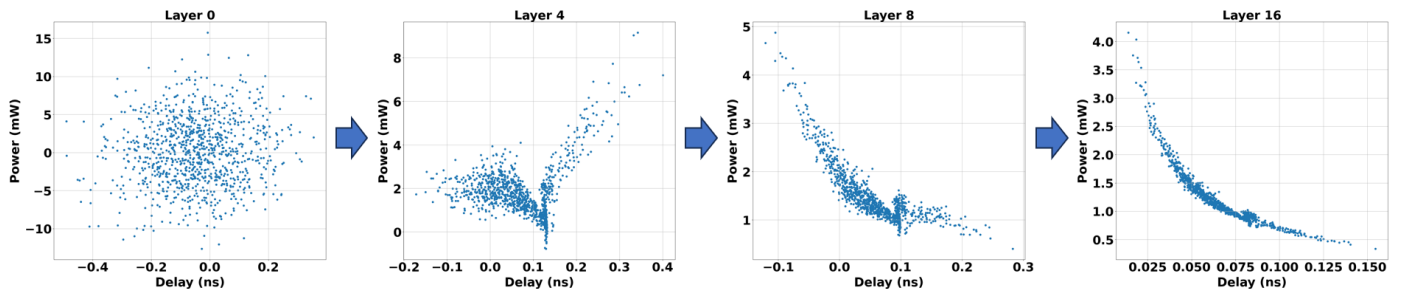 Layer 0
15
10
5
0
−5
−10
Power (mW)
−0.4 −0.2 0.0 0.2
Delay (ns)
Layer 4
8
6
4
2
0
Power (mW)
−0.2 −0.1 0.0 0.1 0.2 0.3 0.4
Delay (ns)
Layer 8
5
4
3
2
1
Power (mW)
−0.1 0.0 0.1 0.2 0.3
Delay (ns)
Layer 16
4.0
3.5
3.0
2.5
2.0
1.5
1.0
0.5
Power (mW)
0.025 0.050 0.075 0.100 0.125 0.150
Delay (ns)